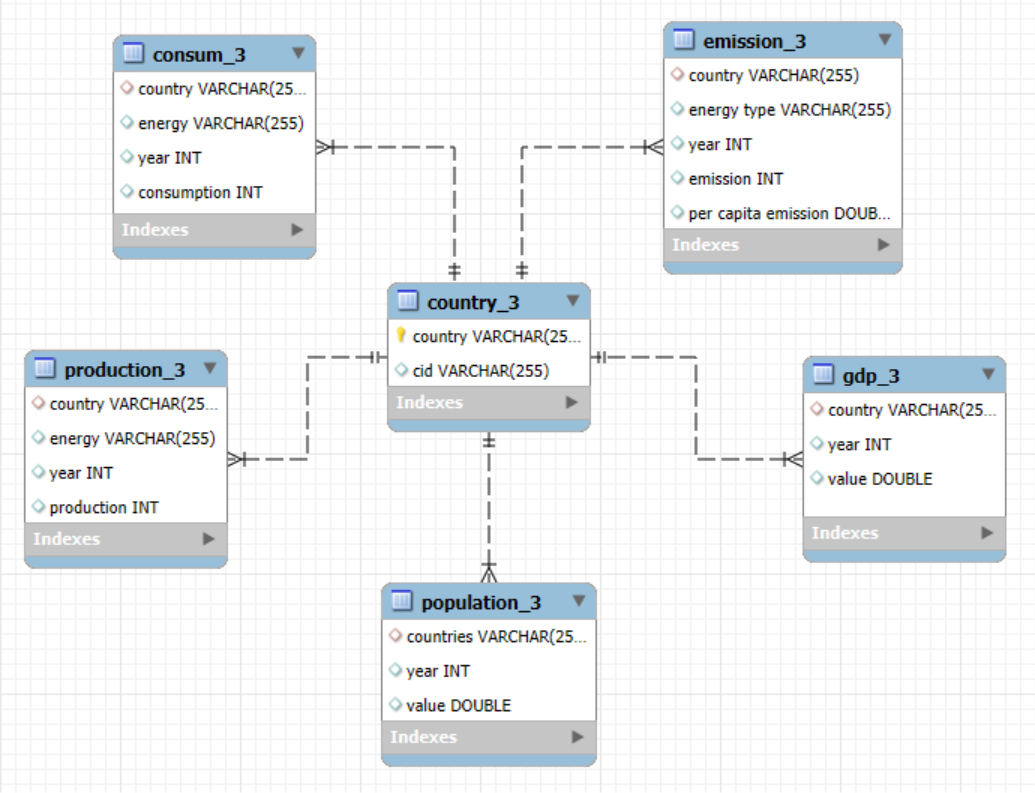 consum_3
country VARCHAR(25...
energy VARCHAR(255)
year INT
consumption INT
Indexes
emission_3
country VARCHAR(255)
energy type VARCHAR(255)
year INT
emission INT
per capita emission DOUB...
Indexes
country_3
country VARCHAR(25...
cid VARCHAR(255)
Indexes
production_3
country VARCHAR(25...
energy VARCHAR(255)
year INT
production INT
Indexes
gdp_3
country VARCHAR(25...
year INT
value DOUBLE
Indexes
population_3
countries VARCHAR(25...
year INT
value DOUBLE
Indexes